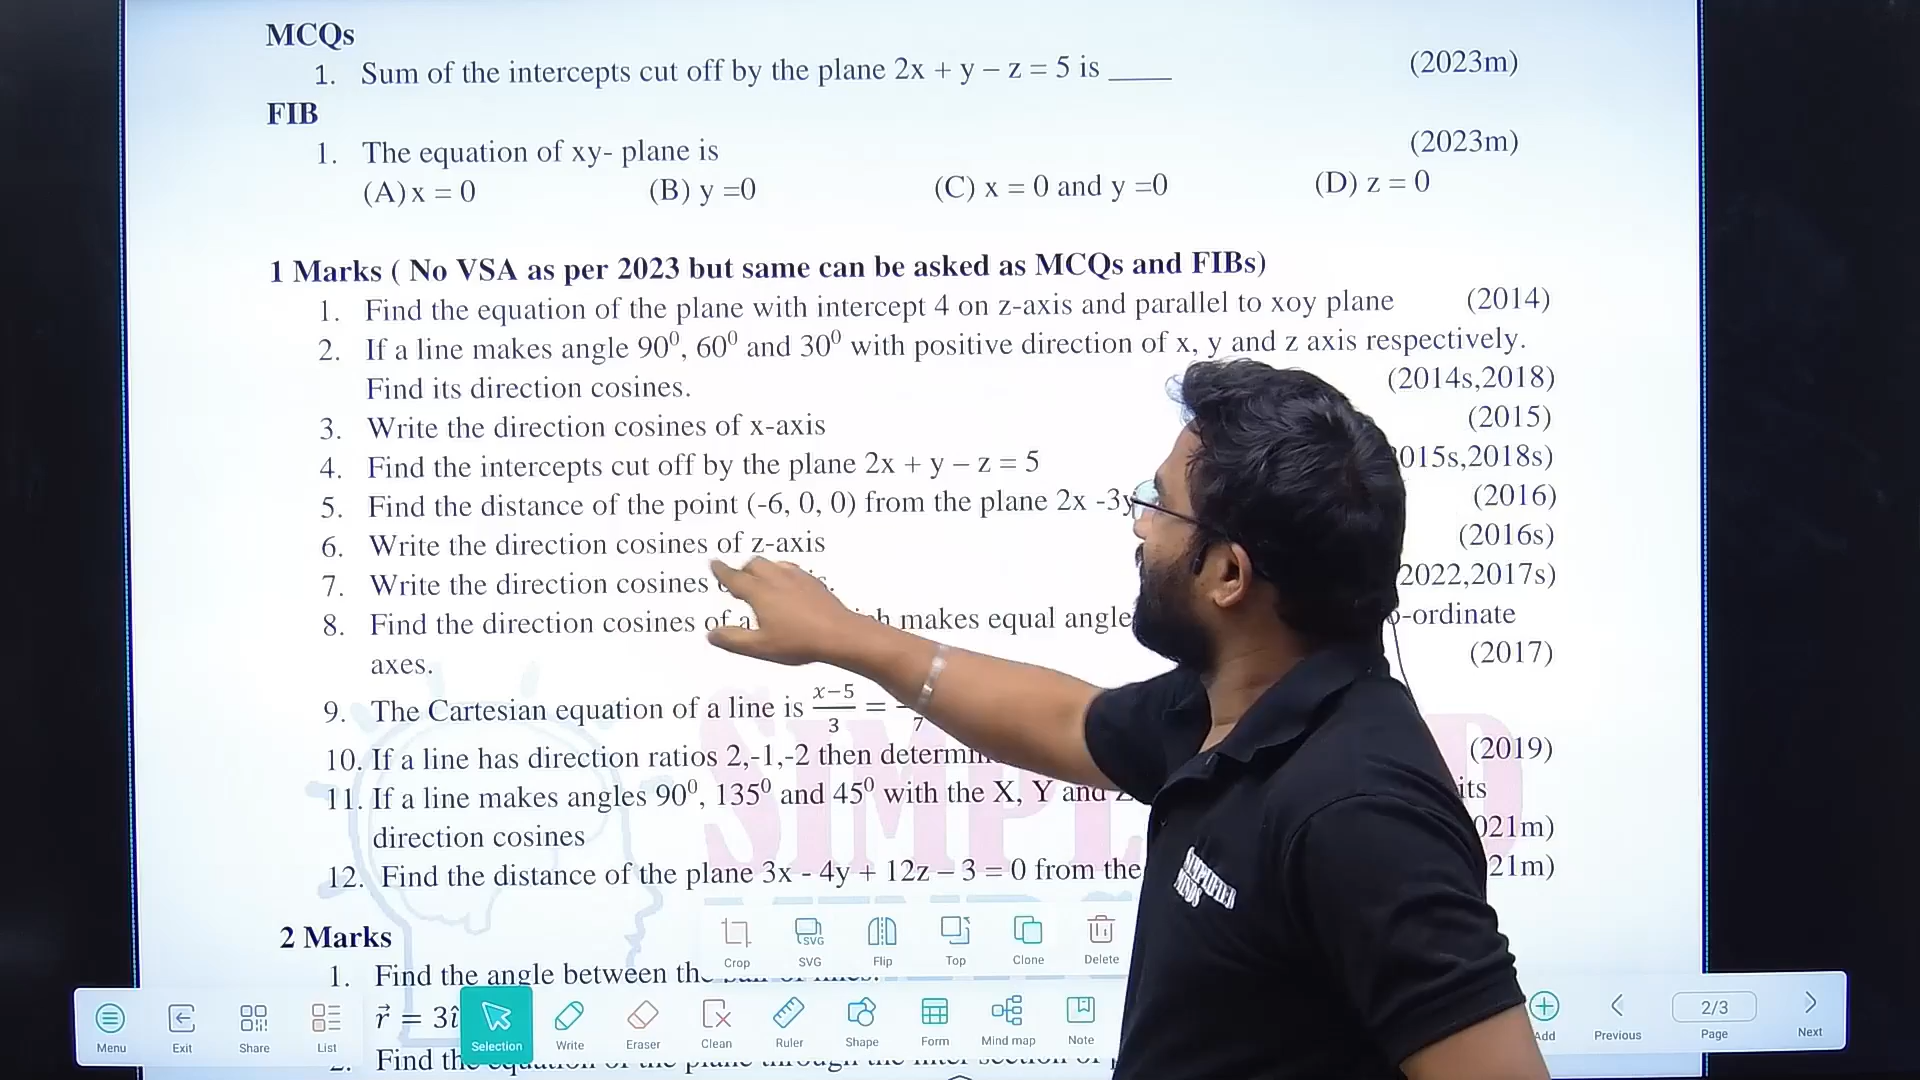 MCQs
1. Sum of the intercepts cut off by the plane 2x + y – z = 5 is ____ (2023m)
FIB
1. The equation of xy- plane is (2023m)
(A) x = 0 (B) y =0 (C) x = 0 and y =0 (D) z = 0
1 Marks ( No VSA as per 2023 but same can be asked as MCQs and FIBs)
1. Find the equation of the plane with intercept 4 on z-axis and parallel to xoy plane (2014)
2. If a line makes angle 90⁰, 60⁰ and 30⁰ with positive direction of x, y and z axis respectively.
Find its direction cosines. (2014s,2018)
3. Write the direction cosines of x-axis (2015)
4. Find the intercepts cut off by the plane 2x + y – z = 5 015s,2018s)
5. Find the distance of the point (-6, 0, 0) from the plane 2x -3y (2016)
6. Write the direction cosines of z-axis (2016s)
7. Write the direction cosines 2022,2017s)
8. Find the direction cosines of a makes equal angle -ordinate
axes. (2017)
9. The Cartesian equation of a line is x–5/3 = /7
10. If a line has direction ratios 2,-1,-2 then (2019)
11. If a line makes angles 90⁰, 135⁰ and 45⁰ with the X, Y and its
direction cosines 021m)
12. Find the distance of the plane 3x - 4y + 12z – 3 = 0 from the 21m)
SIMPL
SIMPLIFIED
MINDS
2 Marks
1. Find the angle between
r⃗ = 3î
Find
Crop SVG Flip Top Clone Delete
Menu Exit Share List Selection Write Eraser Clean Ruler Shape Form Mind map Note Add Previous 2/3 Page Next